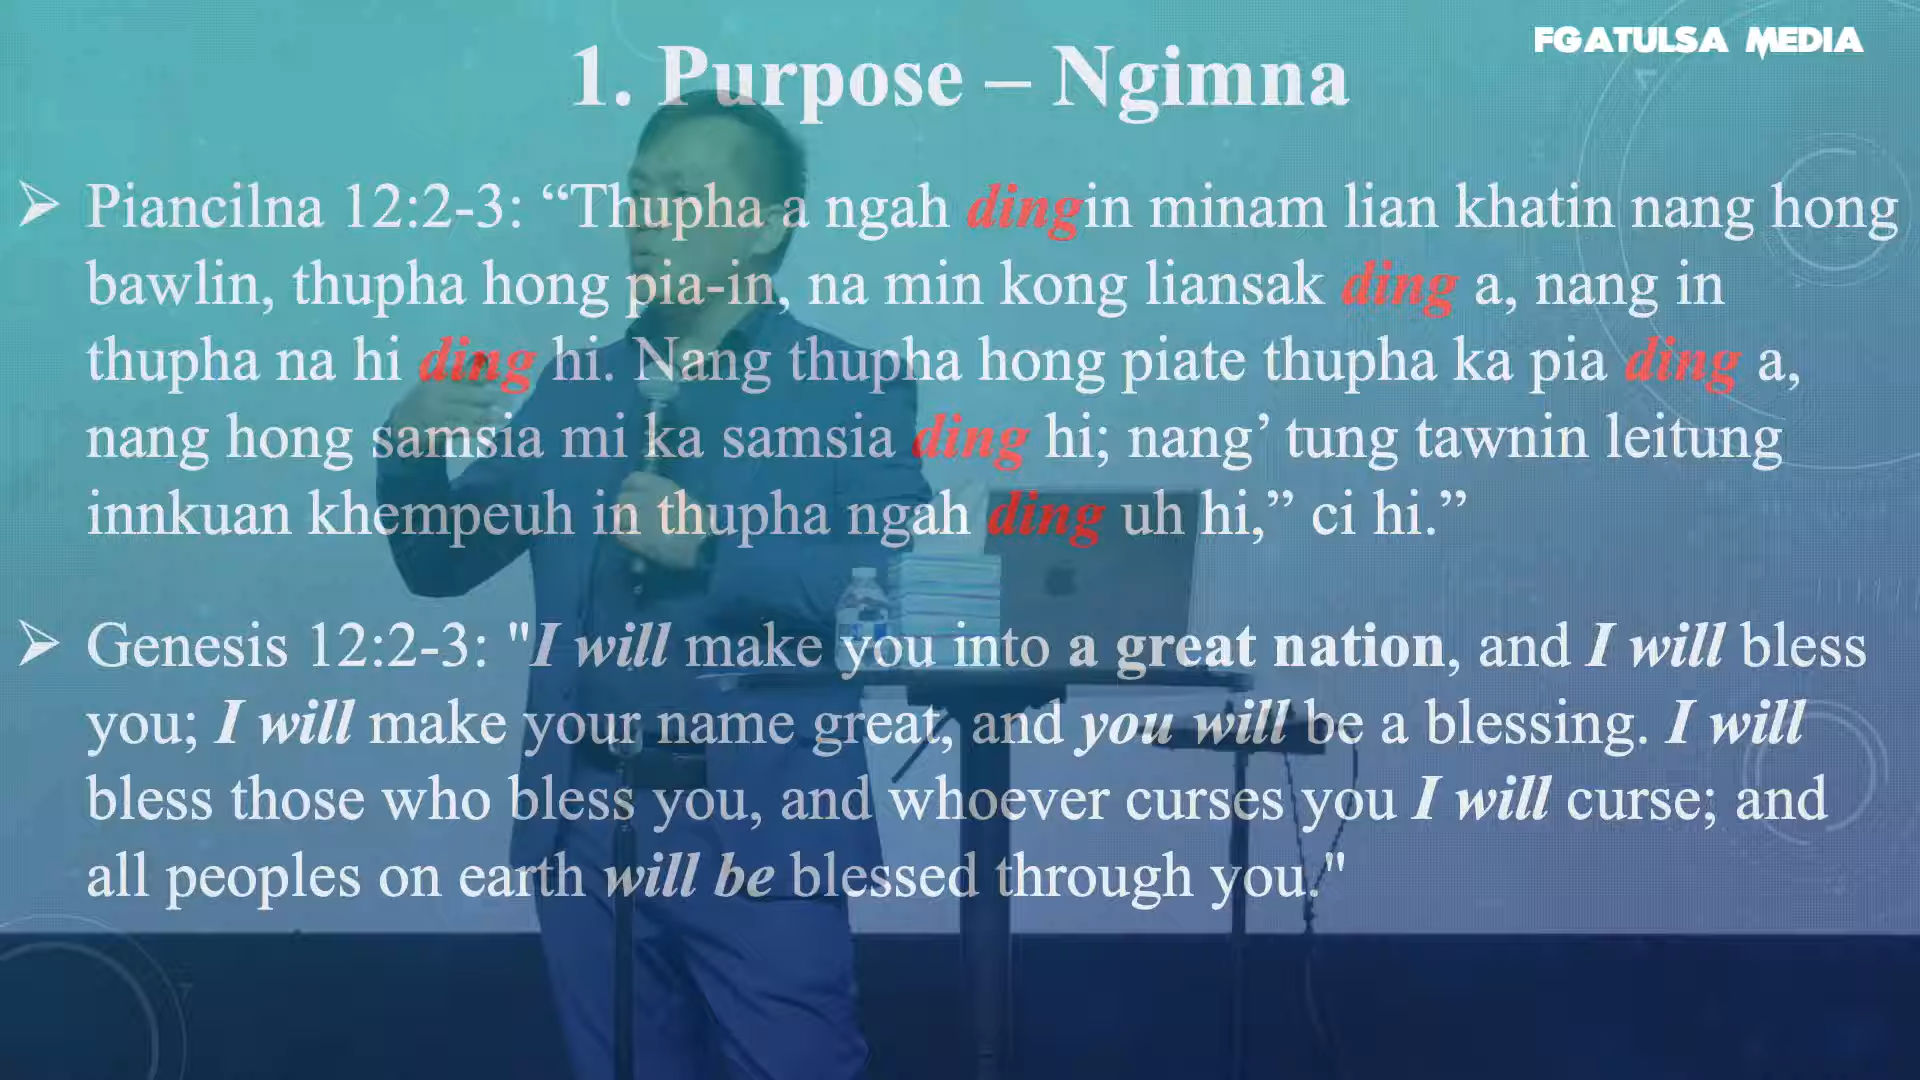 FGATULSA MEDIA
1. Purpose – Ngimna
➢ Piancilna 12:2-3: “Thupha a ngah dingin minam lian khatin nang hong
bawlin, thupha hong pia-in, na min kong liansak ding a, nang in
thupha na hi ding hi. Nang thupha hong piate thupha ka pia ding a,
nang hong samsia mi ka samsia ding hi; nang’ tung tawnin leitung
innkuan khempeuh in thupha ngah ding uh hi,” ci hi.”
➢ Genesis 12:2-3: "I will make you into a great nation, and I will bless
you; I will make your name great, and you will be a blessing. I will
bless those who bless you, and whoever curses you I will curse; and
all peoples on earth will be blessed through you."